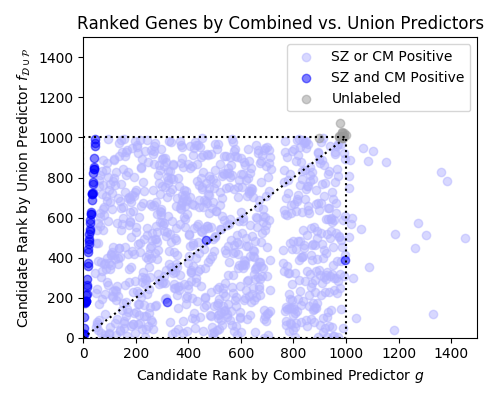 Ranked Genes by Combined vs. Union Predictors
SZ or CM Positive
SZ and CM Positive
Unlabeled
Candidate Rank by Union Predictor f_{𝒟∪𝒫}
1400
1200
1000
800
600
400
200
0
0 200 400 600 800 1000 1200 1400
Candidate Rank by Combined Predictor g